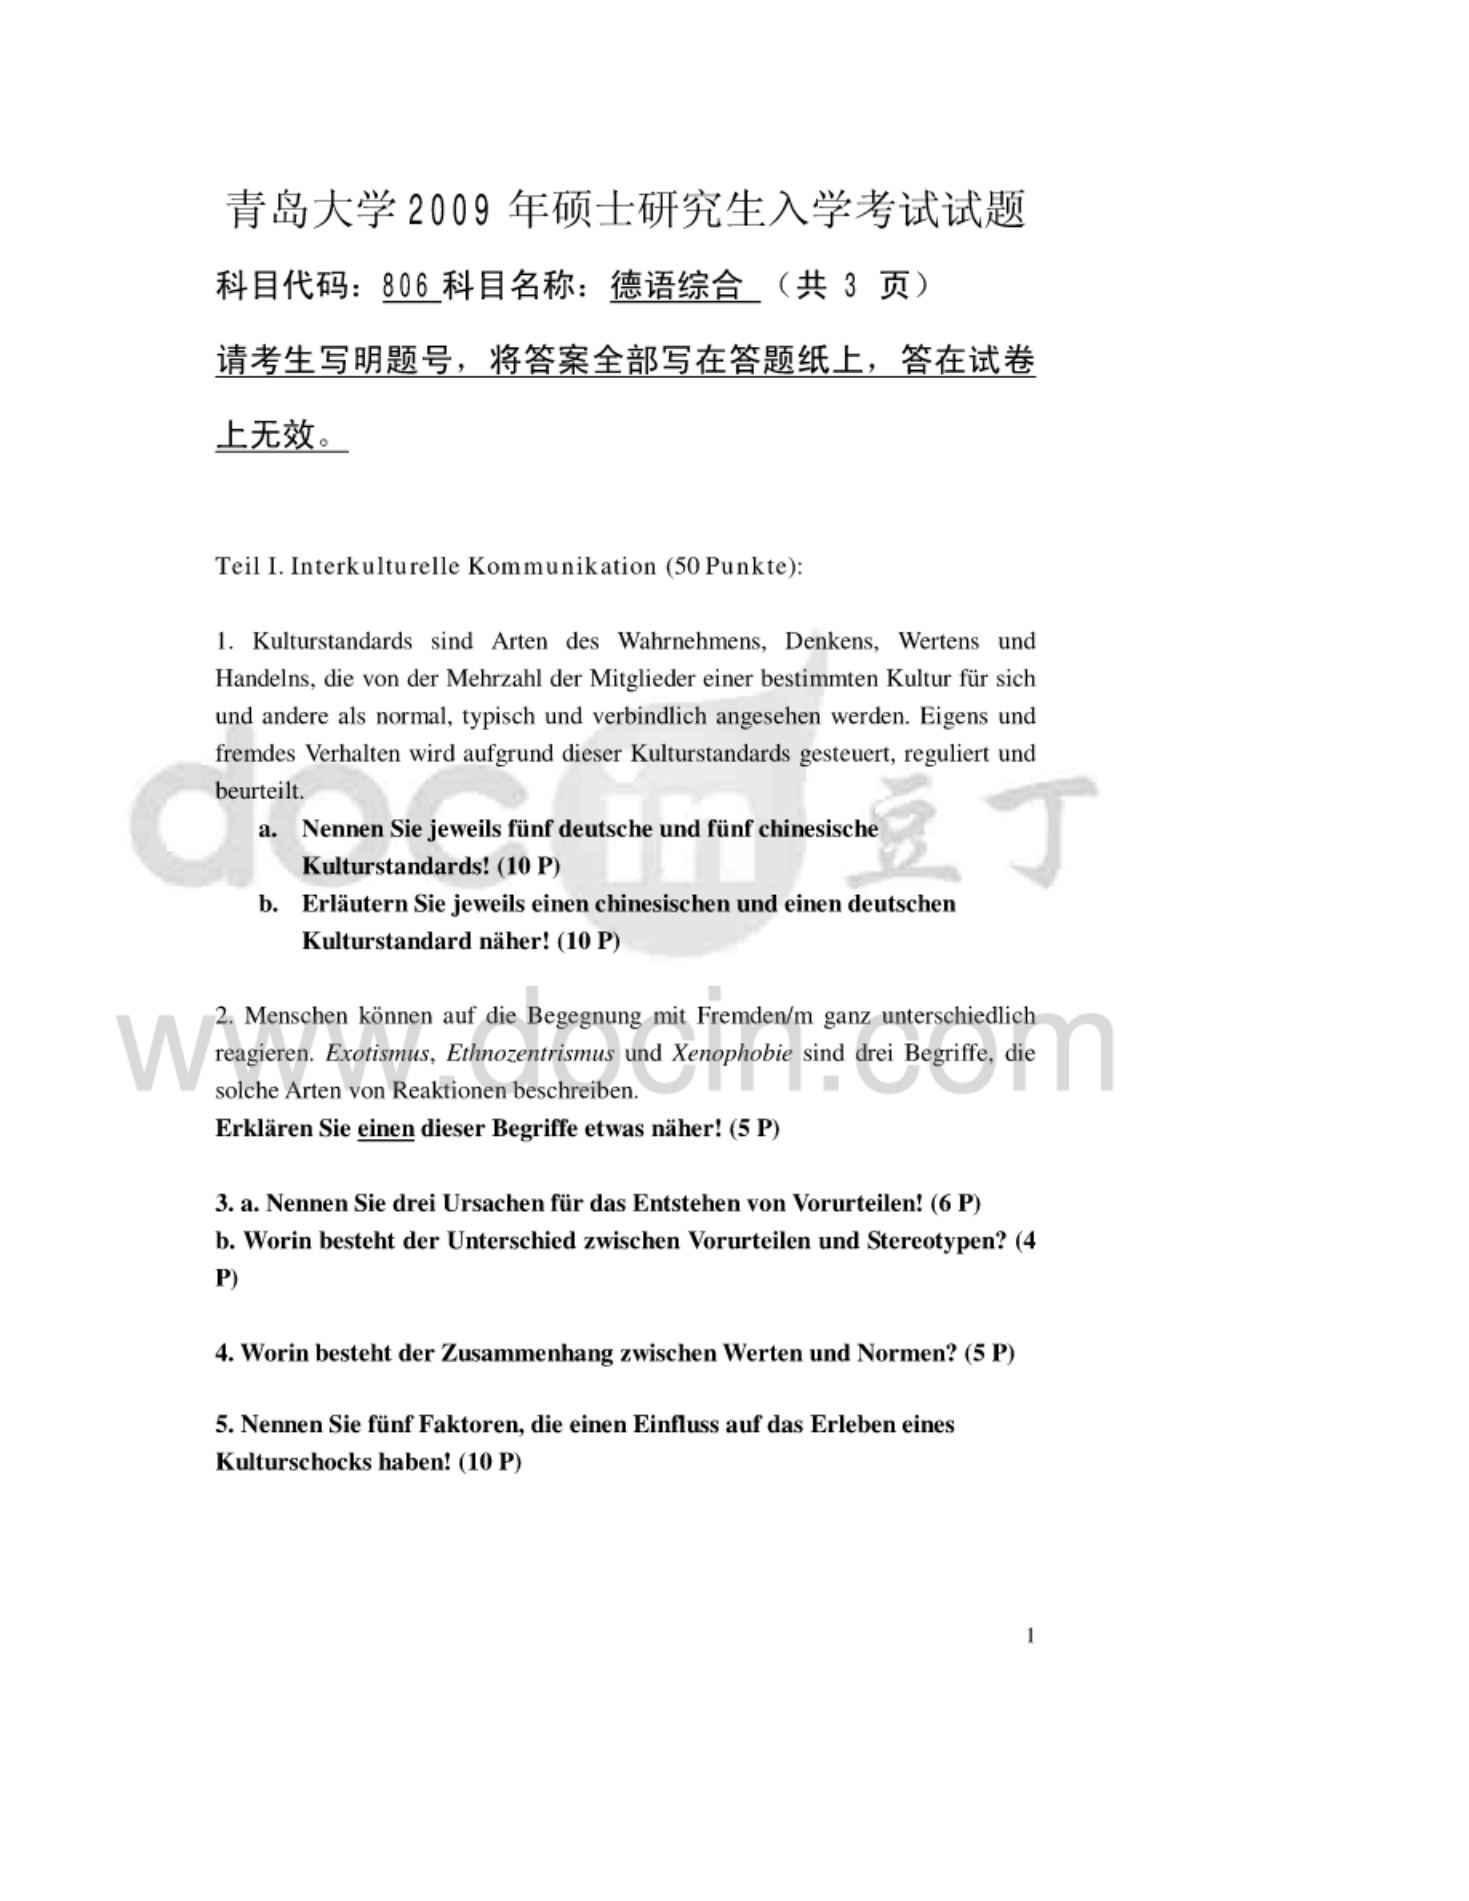 青岛大学2009 年硕士研究生入学考试试题
科目代码：806 科目名称：德语综合 （共 3 页）
请考生写明题号，将答案全部写在答题纸上，答在试卷
上无效。
Teil I. Interkulturelle Kommunikation (50 Punkte):
1. Kulturstandards sind Arten des Wahrnehmens, Denkens, Wertens und
Handelns, die von der Mehrzahl der Mitglieder einer bestimmten Kultur für sich
und andere als normal, typisch und verbindlich angesehen werden. Eigens und
fremdes Verhalten wird aufgrund dieser Kulturstandards gesteuert, reguliert und
beurteilt.
a. Nennen Sie jeweils fünf deutsche und fünf chinesische
Kulturstandards! (10 P)
b. Erläutern Sie jeweils einen chinesischen und einen deutschen
Kulturstandard näher! (10 P)
2. Menschen können auf die Begegnung mit Fremden/m ganz unterschiedlich
reagieren. Exotismus, Ethnozentrismus und Xenophobie sind drei Begriffe, die
solche Arten von Reaktionen beschreiben.
Erklären Sie einen dieser Begriffe etwas näher! (5 P)
3. a. Nennen Sie drei Ursachen für das Entstehen von Vorurteilen! (6 P)
b. Worin besteht der Unterschied zwischen Vorurteilen und Stereotypen? (4
P)
4. Worin besteht der Zusammenhang zwischen Werten und Normen? (5 P)
5. Nennen Sie fünf Faktoren, die einen Einfluss auf das Erleben eines
Kulturschocks haben! (10 P)
1
docin 豆丁
www.docin.com